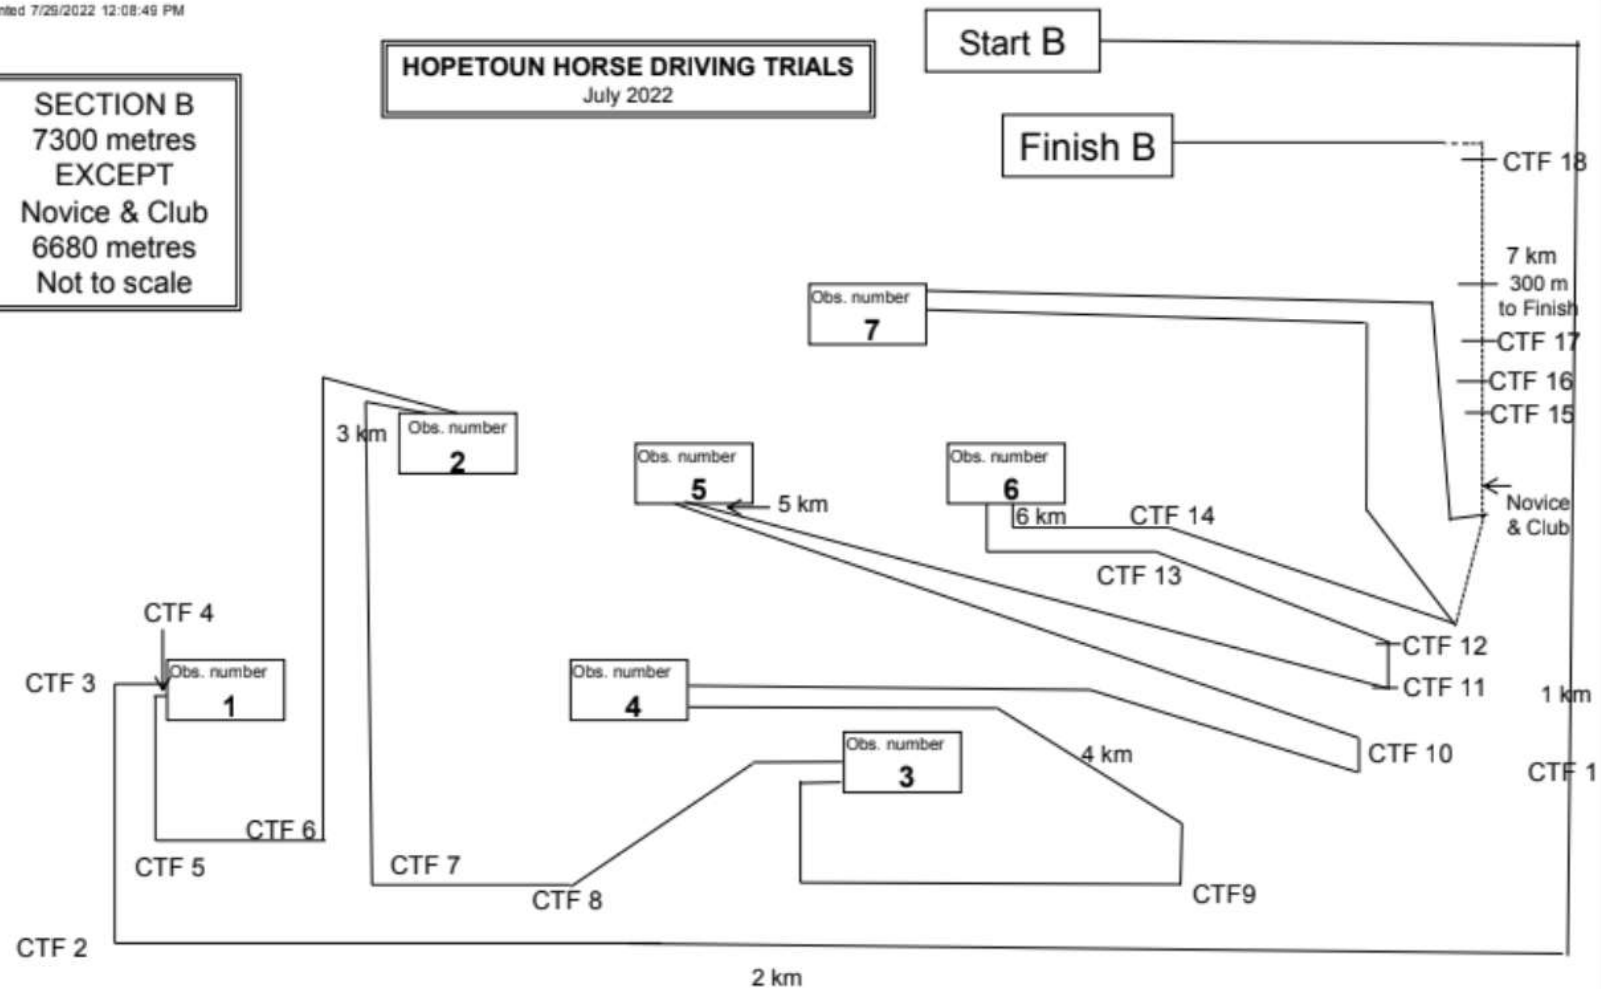 7/29/2022 12:08:49 PM
HOPETOUN HORSE DRIVING TRIALS
July 2022
Start B
Finish B
SECTION B
7300 metres
EXCEPT
Novice & Club
6680 metres
Not to scale
CTF 18
7 km
300 m
to Finish
CTF 17
CTF 16
CTF 15
Novice
& Club
Obs. number
7
3 km
Obs. number
2
Obs. number
5
5 km
Obs. number
6
6 km
CTF 14
CTF 13
CTF 4
CTF 3
Obs. number
1
Obs. number
4
CTF 12
CTF 11
1 km
Obs. number
3
4 km
CTF 10
CTF 1
CTF 6
CTF 5
CTF 7
CTF 8
CTF9
CTF 2
2 km